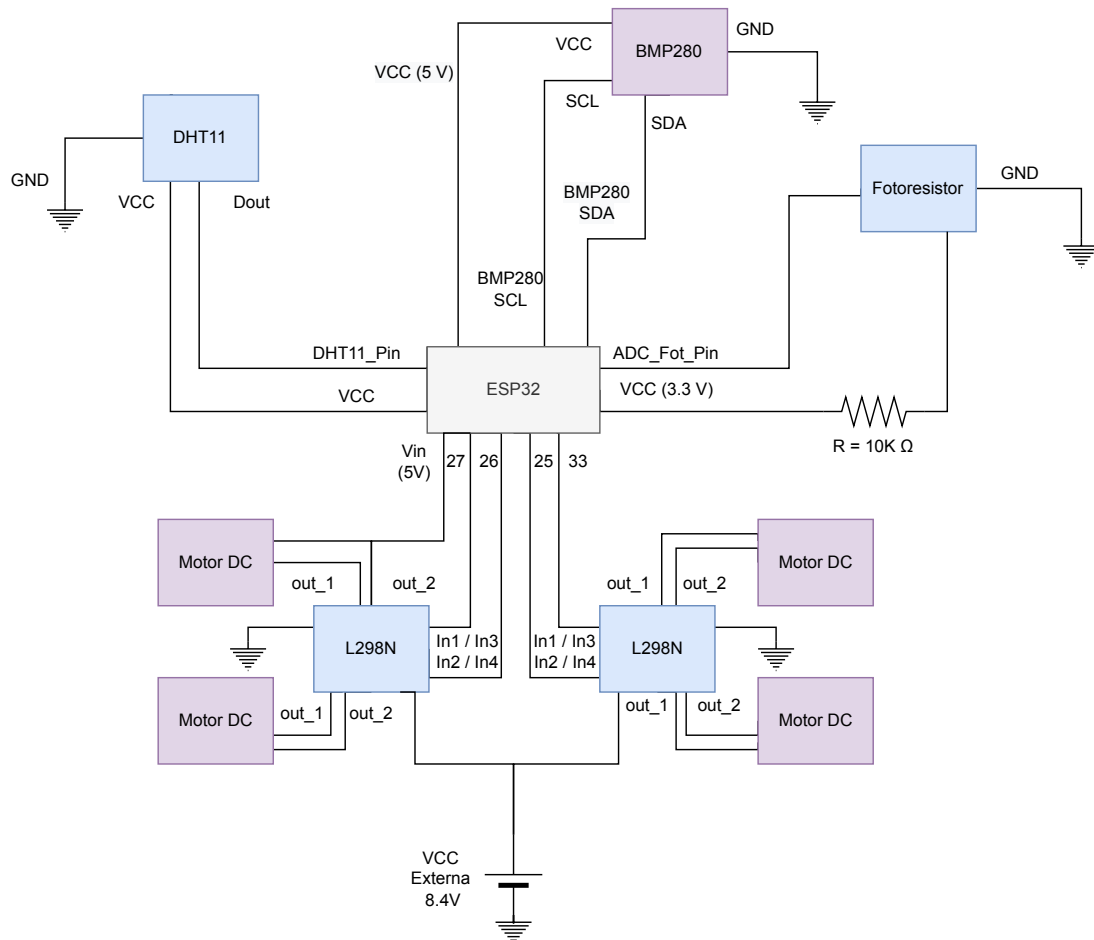 GND
VCC
BMP280
VCC (5 V)
SCL
SDA
DHT11
GND
VCC
Dout
Fotoresistor
GND
BMP280
SDA
BMP280
SCL
DHT11_Pin
ADC_Fot_Pin
ESP32
VCC
VCC (3.3 V)
R = 10K Ω
Vin
(5V)
27
26
25
33
Motor DC
Motor DC
out_1
out_2
out_1
out_2
L298N
In1 / In3
In2 / In4
In1 / In3
In2 / In4
L298N
Motor DC
out_1
out_2
out_1
out_2
Motor DC
VCC
Externa
8.4V